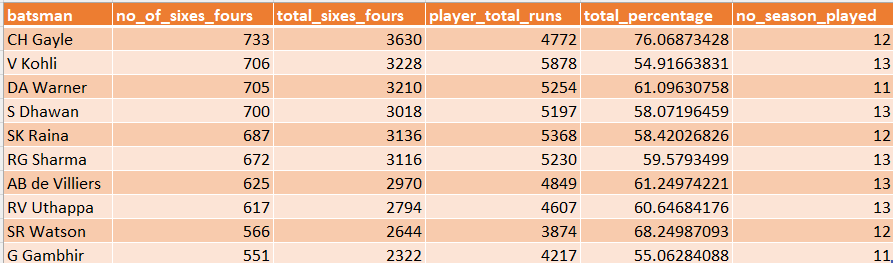 batsman no_of_sixes_fours total_sixes_fours player_total_runs total_percentage no_season_played
CH Gayle 733 3630 4772 76.06873428 12
V Kohli 706 3228 5878 54.91663831 13
DA Warner 705 3210 5254 61.09630758 11
S Dhawan 700 3018 5197 58.07196459 13
SK Raina 687 3136 5368 58.42026826 12
RG Sharma 672 3116 5230 59.5793499 13
AB de Villiers 625 2970 4849 61.24974221 13
RV Uthappa 617 2794 4607 60.64684176 13
SR Watson 566 2644 3874 68.24987093 12
G Gambhir 551 2322 4217 55.06284088 11